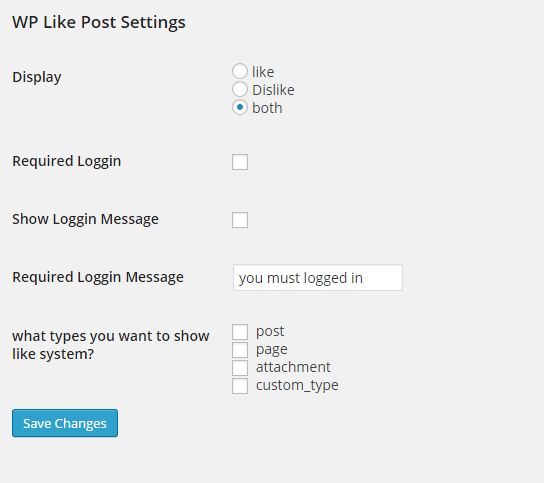 WP Like Post Settings
Display
like
Dislike
both
Required Loggin
Show Loggin Message
Required Loggin Message
you must logged in
what types you want to show
like system?
post
page
attachment
custom_type
Save Changes